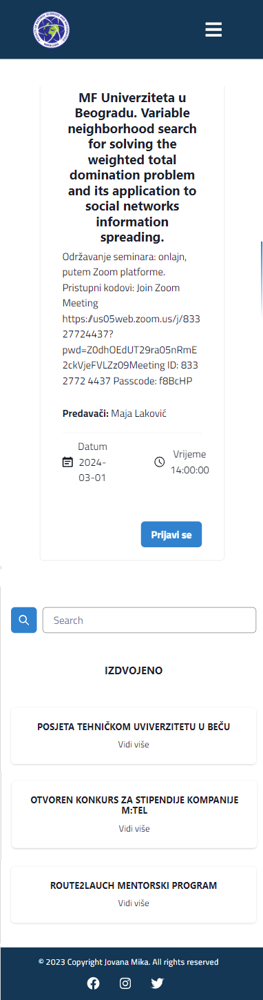 MF Univerziteta u
Beogradu. Variable
neighborhood search
for solving the
weighted total
domination problem
and its application to
social networks
information
spreading.
Održavanje seminara: onlajn,
putem Zoom platforme.
Pristupni kodovi: Join Zoom
Meeting
https://us05web.zoom.us/j/833
27724437?
pwd=Z0dhOEdUT29ra05nRmE
2ckVjeFVLZz09Meeting ID: 833
2772 4437 Passcode: f8BcHP
Predavači: Maja Laković
Datum
2024-
03-01
Vrijeme
14:00:00
Prijavi se
Search
IZDVOJENO
POSJETA TEHNIČKOM UVIVERZITETU U BEČU
Vidi više
OTVOREN KONKURS ZA STIPENDIJE KOMPANIJE
M:TEL
Vidi više
ROUTE2LAUCH MENTORSKI PROGRAM
Vidi više
© 2023 Copyright Jovana Mika. All rights reserved